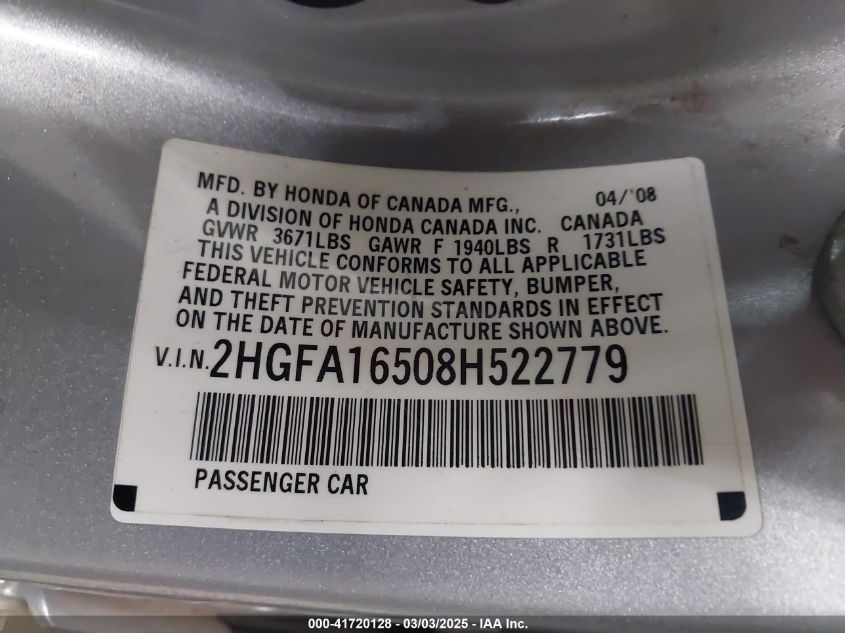 MFD. BY HONDA OF CANADA MFG., 04/'08
A DIVISION OF HONDA CANADA INC. CANADA
GVWR 3671LBS GAWR F 1940LBS R 1731LBS
THIS VEHICLE CONFORMS TO ALL APPLICABLE
FEDERAL MOTOR VEHICLE SAFETY, BUMPER,
AND THEFT PREVENTION STANDARDS IN EFFECT
ON THE DATE OF MANUFACTURE SHOWN ABOVE.
V.I.N. 2HGFA16508H522779
PASSENGER CAR
000-41720128 - 03/03/2025 - IAA Inc.